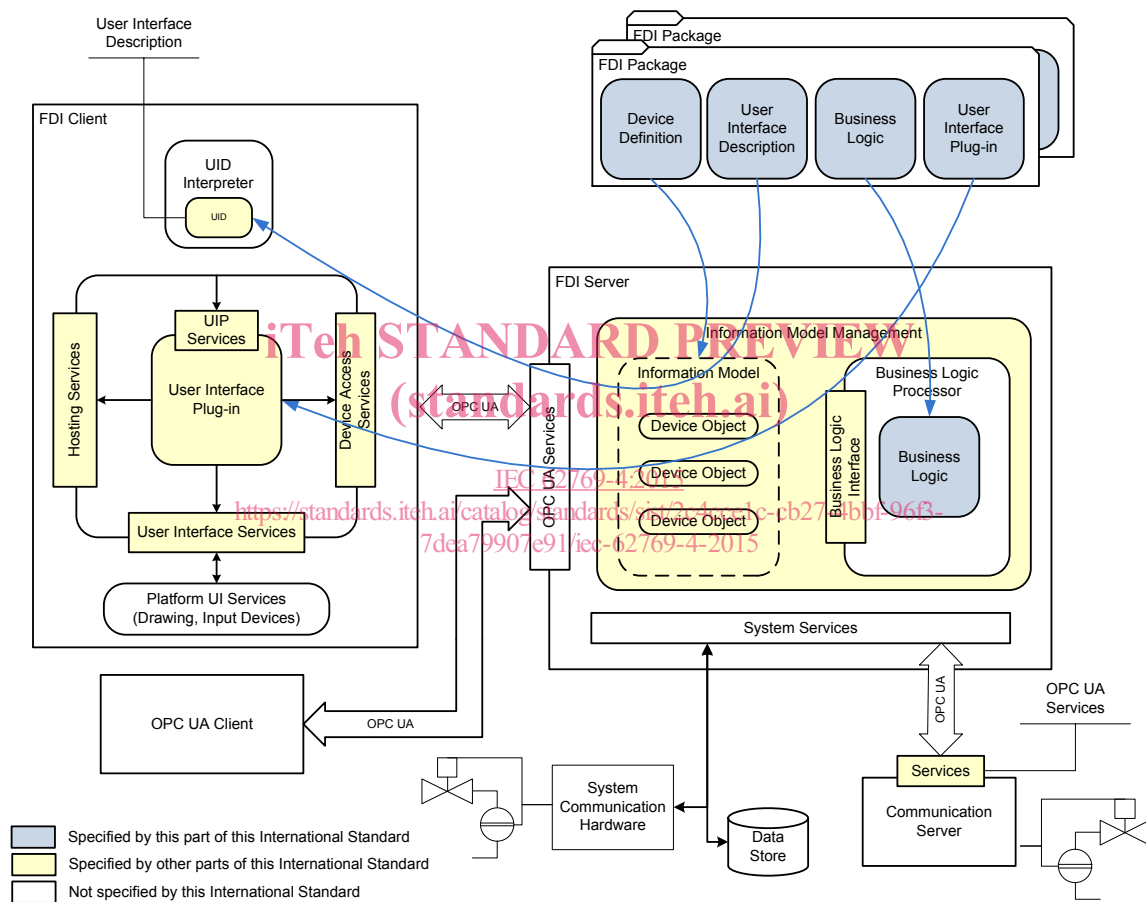 User Interface
Description
FDI Package
FDI Package
Device
Definition
User
Interface
Description
Business
Logic
User
Interface
Plug-in
FDI Client
UID
Interpreter
UID
UIP
Services
Hosting Services
User Interface
Plug-in
Device Access
Services
User Interface Services
Platform UI Services
(Drawing, Input Devices)
OPC UA
OPC UA Services
FDI Server
Information Model Management
Information Model
Device Object
Device Object
Device Object
Business Logic
Processor
Business Logic
Interface
Business
Logic
iTeh STANDARD PREVIEW
(standards.iteh.ai)
IEC 62769-4:2015
https://standards.iteh.ai/catalog/standards/sist/2c4cce1c-cb27-4bbf-96f3-
7dea79907e91/iec-62769-4-2015
System Services
OPC UA Client
OPC UA
OPC UA
OPC UA
Services
Services
Communication
Server
System
Communication
Hardware
Data
Store
Specified by this part of this International Standard
Specified by other parts of this International Standard
Not specified by this International Standard